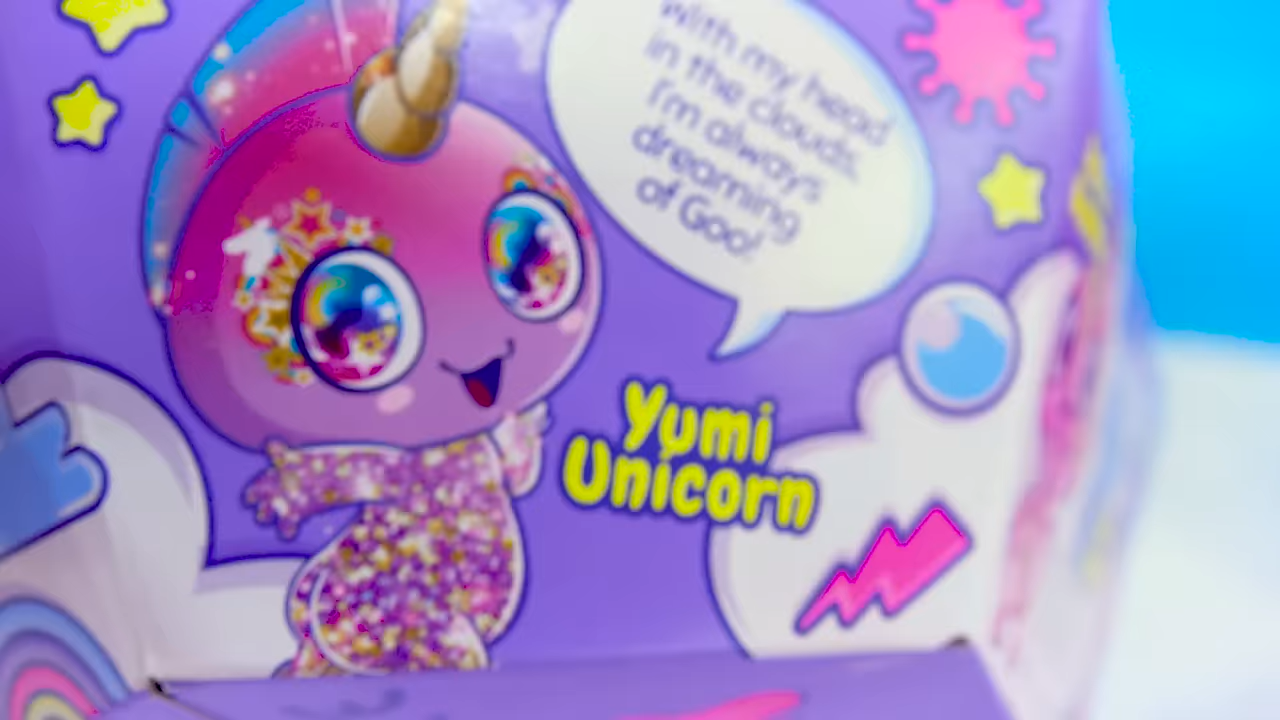 With my head
in the clouds,
I'm always
dreaming
of Goo!
Yumi
Unicorn